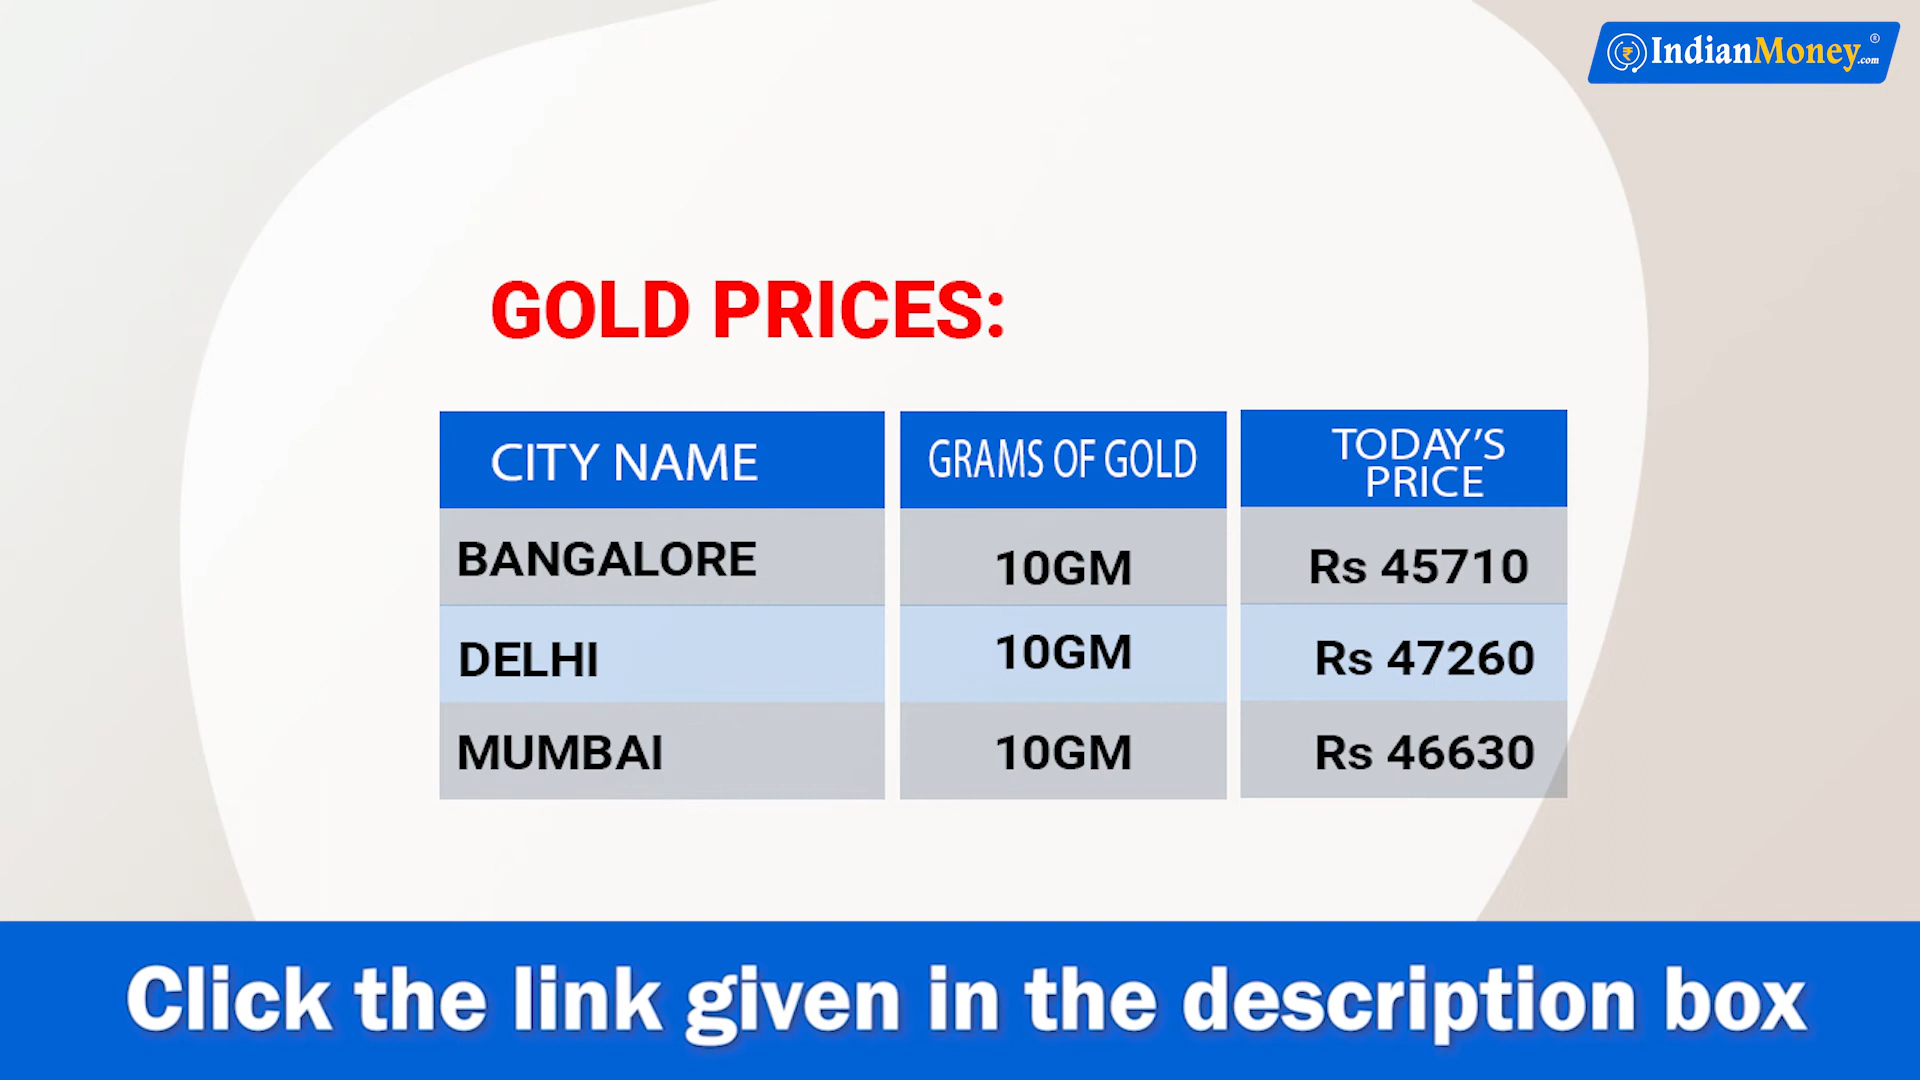 IndianMoney.com
GOLD PRICES:
CITY NAME GRAMS OF GOLD TODAY'S PRICE
BANGALORE 10GM Rs 45710
DELHI 10GM Rs 47260
MUMBAI 10GM Rs 46630
Click the link given in the description box